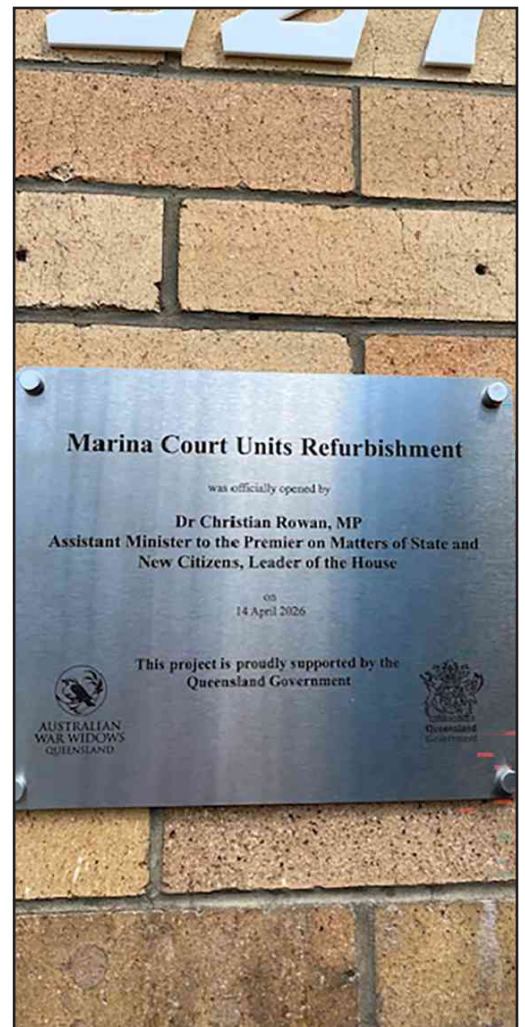 Marina Court Units Refurbishment
was officially opened by
Dr Christian Rowan, MP
Assistant Minister to the Premier on Matters of State and
New Citizens, Leader of the House
on
14 April 2026
This project is proudly supported by the
Queensland Government
AUSTRALIAN
WAR WIDOWS
QUEENSLAND
Queensland
Government